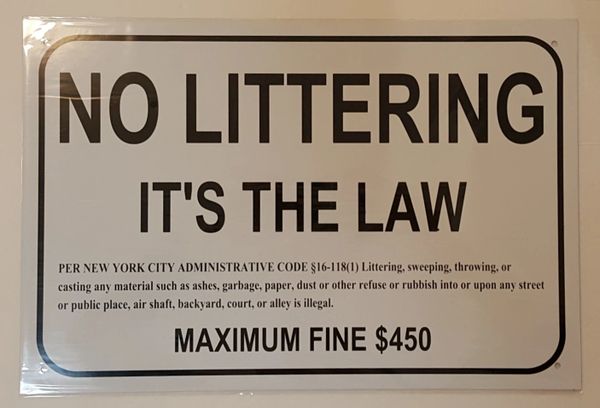 NO LITTERING
IT'S THE LAW
PER NEW YORK CITY ADMINISTRATIVE CODE §16-118(1) Littering, sweeping, throwing, or
casting any material such as ashes, garbage, paper, dust or other refuse or rubbish into or upon any street
or public place, air shaft, backyard, court, or alley is illegal.
MAXIMUM FINE $450